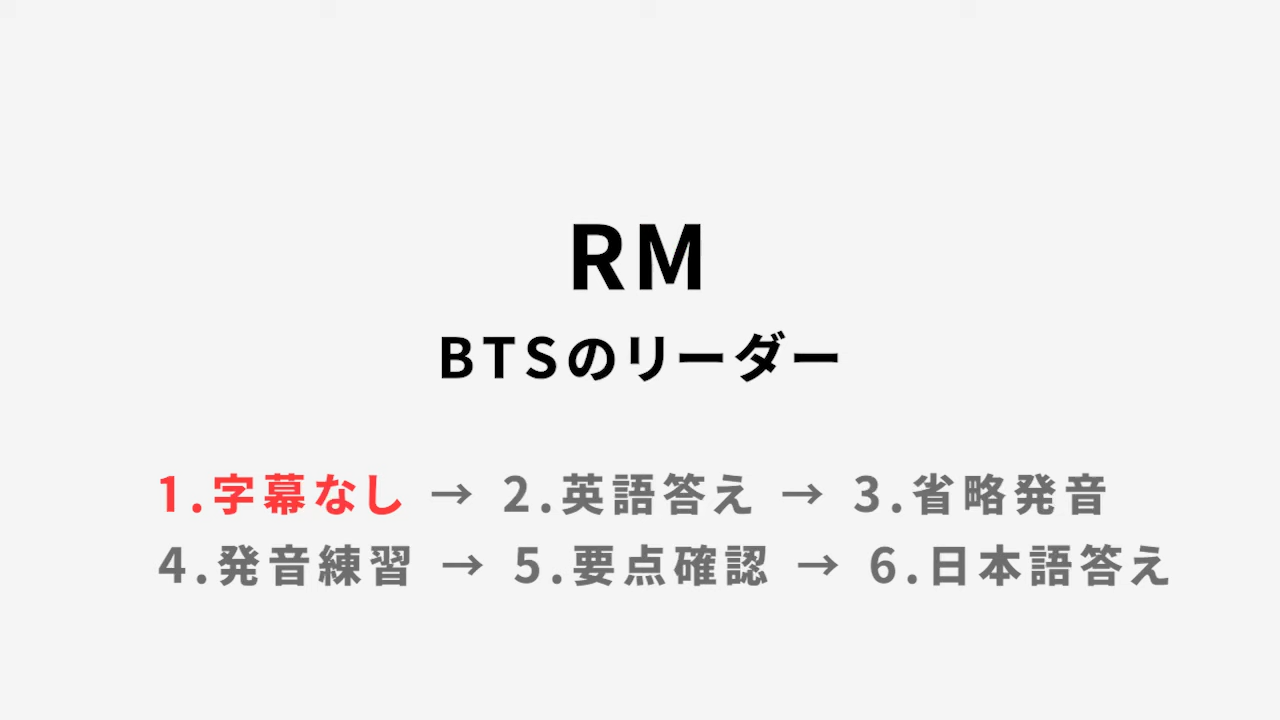 RM
BTSのリーダー
1.字幕なし → 2.英語答え → 3.省略発音
4.発音練習 → 5.要点確認 → 6.日本語答え